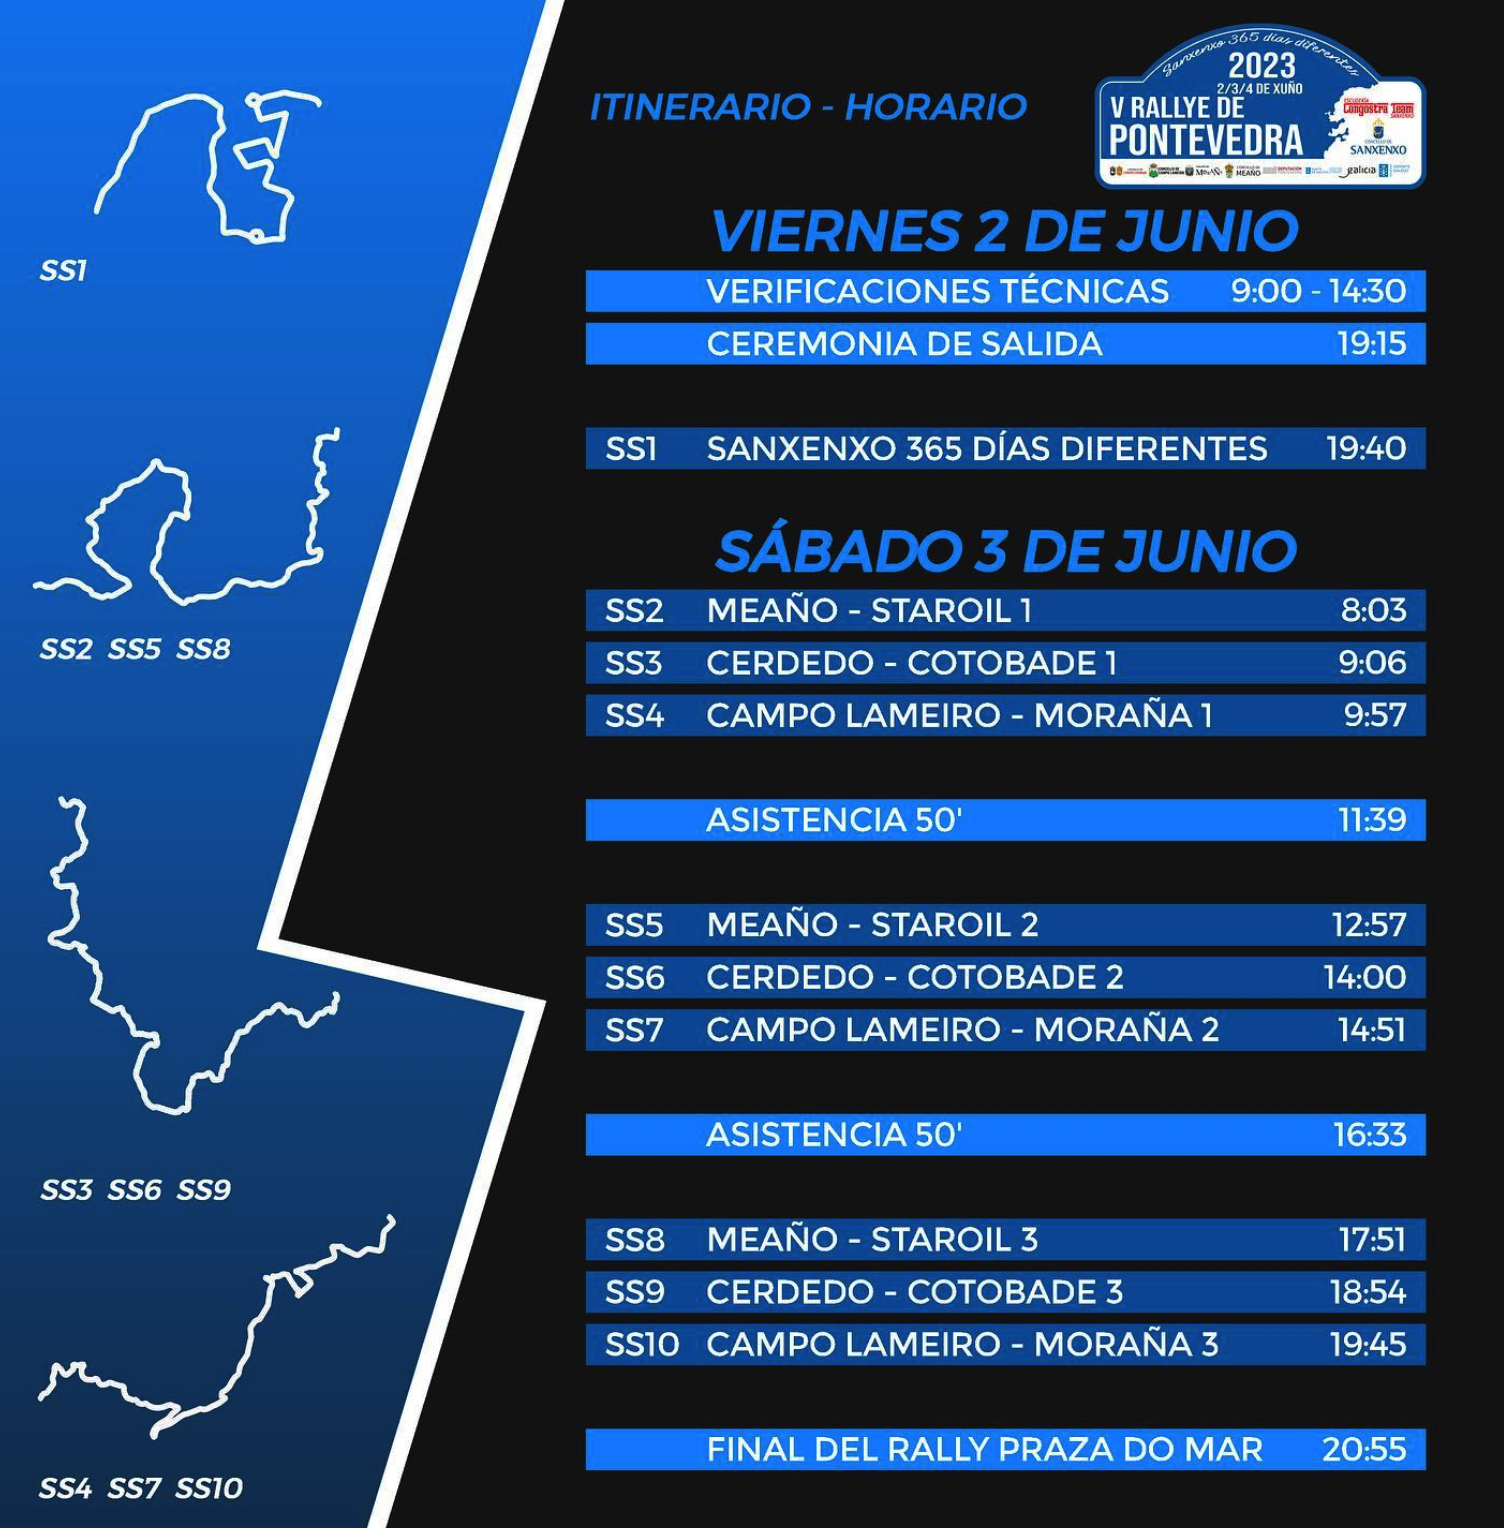 Sanxenxo 365 días diferentes
2023
2/3/4 DE XUÑO
V RALLYE DE
PONTEVEDRA
ESCUDERÍA
Congostra Team
SANXENXO
CONCELLO DE
SANXENXO
MEAÑO
galicia
ITINERARIO - HORARIO
VIERNES 2 DE JUNIO
VERIFICACIONES TÉCNICAS 9:00 - 14:30
CEREMONIA DE SALIDA 19:15
SS1 SANXENXO 365 DÍAS DIFERENTES 19:40
SÁBADO 3 DE JUNIO
SS2 MEAÑO - STAROIL 1 8:03
SS3 CERDEDO - COTOBADE 1 9:06
SS4 CAMPO LAMEIRO - MORAÑA 1 9:57
ASISTENCIA 50' 11:39
SS5 MEAÑO - STAROIL 2 12:57
SS6 CERDEDO - COTOBADE 2 14:00
SS7 CAMPO LAMEIRO - MORAÑA 2 14:51
ASISTENCIA 50' 16:33
SS8 MEAÑO - STAROIL 3 17:51
SS9 CERDEDO - COTOBADE 3 18:54
SS10 CAMPO LAMEIRO - MORAÑA 3 19:45
FINAL DEL RALLY PRAZA DO MAR 20:55
SS1
SS2 SS5 SS8
SS3 SS6 SS9
SS4 SS7 SS10